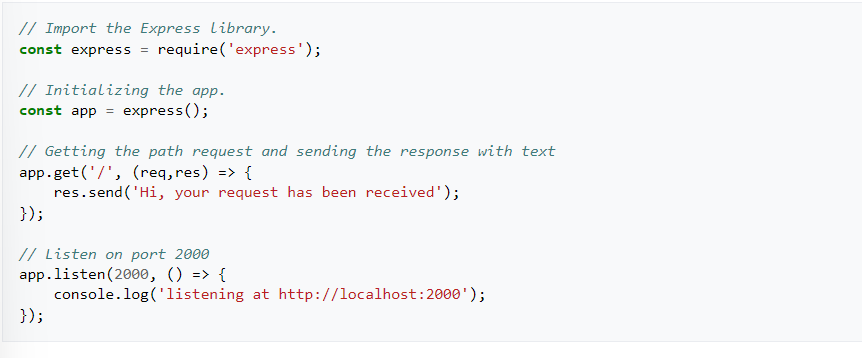 // Import the Express library.
const express = require('express');
// Initializing the app.
const app = express();
// Getting the path request and sending the response with text
app.get('/', (req,res) => {
    res.send('Hi, your request has been received');
});
// Listen on port 2000
app.listen(2000, () => {
    console.log('listening at http://localhost:2000');
});